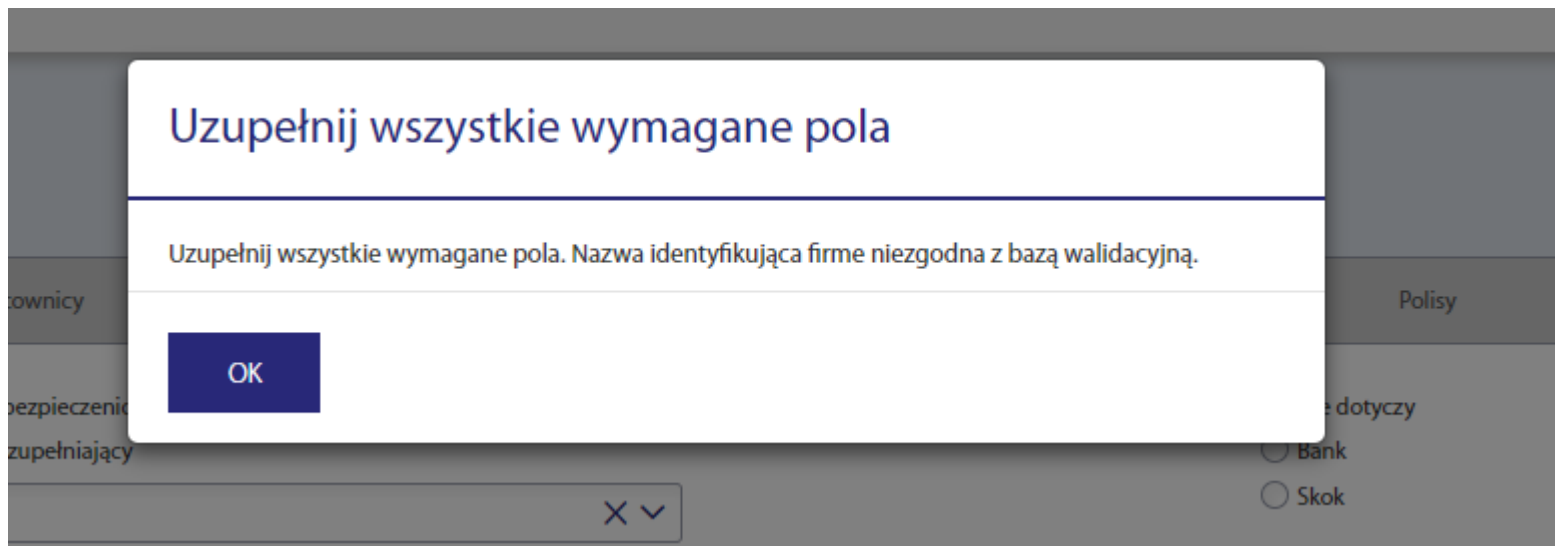 Uzupełnij wszystkie wymagane pola
Uzupełnij wszystkie wymagane pola. Nazwa identyfikująca firme niezgodna z bazą walidacyjną.
Polisy
OK
dotyczy
zupełniający
Bank
Skok